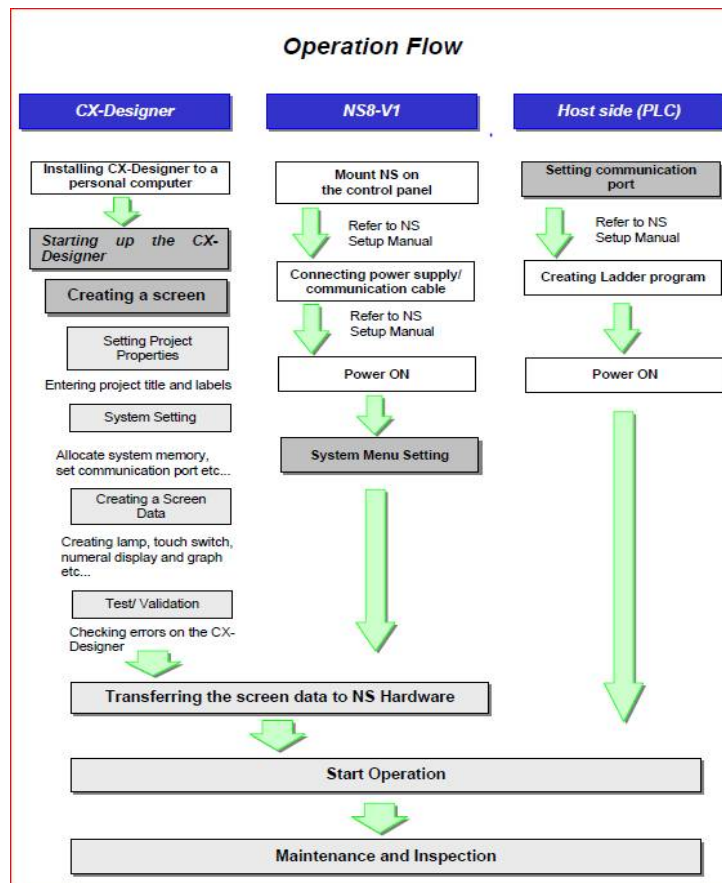 Operation Flow
CX-Designer
NS8-V1
Host side (PLC)
Installing CX-Designer to a
personal computer
Starting up the CX-
Designer
Creating a screen
Setting Project
Properties
Entering project title and labels
System Setting
Allocate system memory,
set communication port etc...
Creating a Screen
Data
Creating lamp, touch switch,
numeral display and graph
etc...
Test/ Validation
Checking errors on the CX-
Designer
Mount NS on
the control panel
Refer to NS
Setup Manual
Connecting power supply/
communication cable
Refer to NS
Setup Manual
Power ON
System Menu Setting
Setting communication
port
Refer to NS
Setup Manual
Creating Ladder program
Power ON
Transferring the screen data to NS Hardware
Start Operation
Maintenance and Inspection